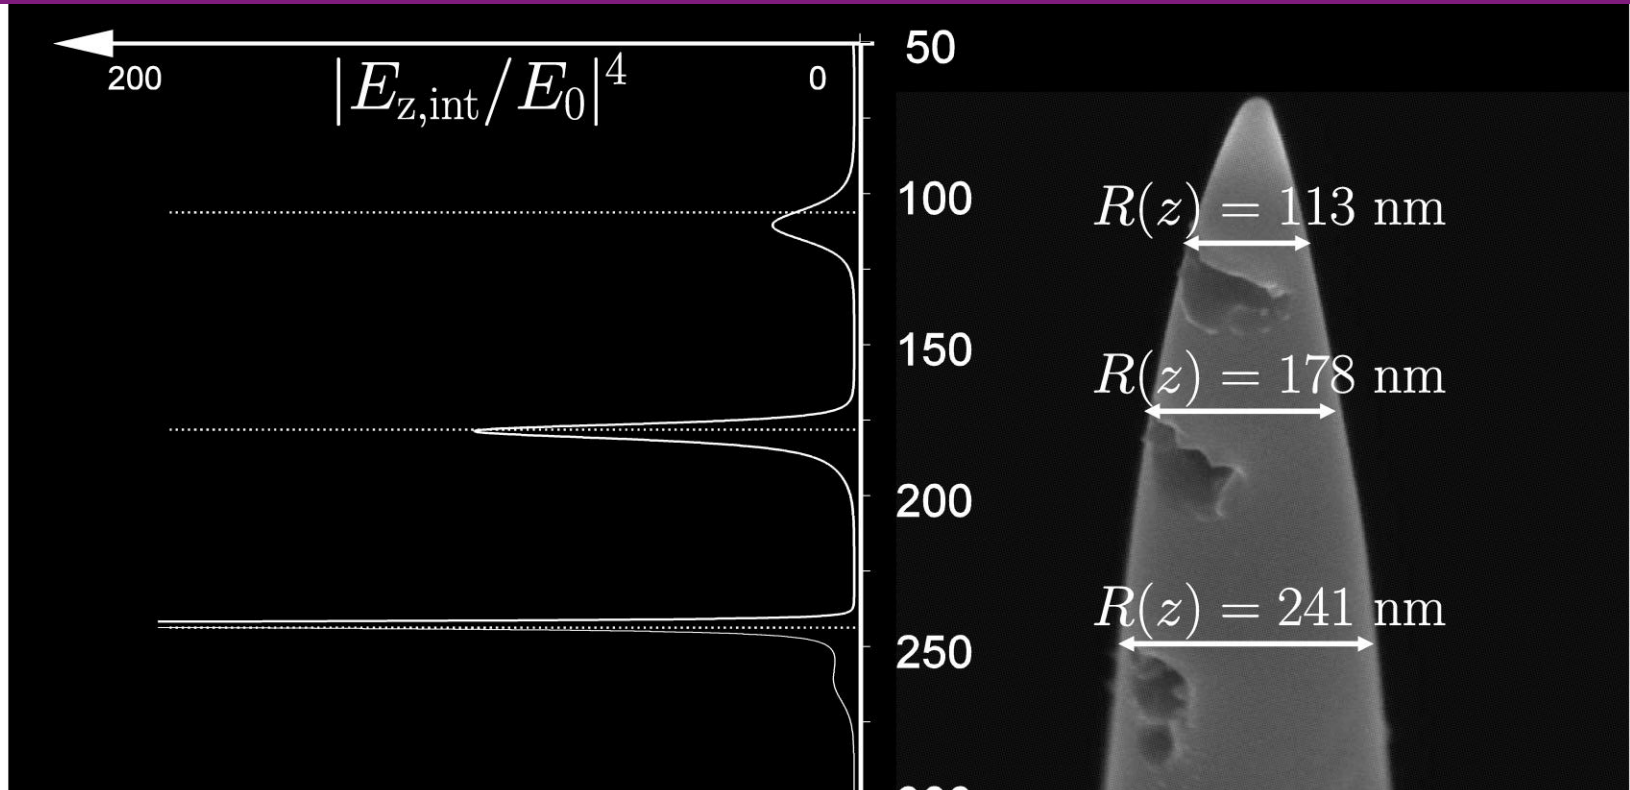 200
|E_z,int/E_0|^4
0
50
100
R(z) = 113 nm
150
R(z) = 178 nm
200
R(z) = 241 nm
250